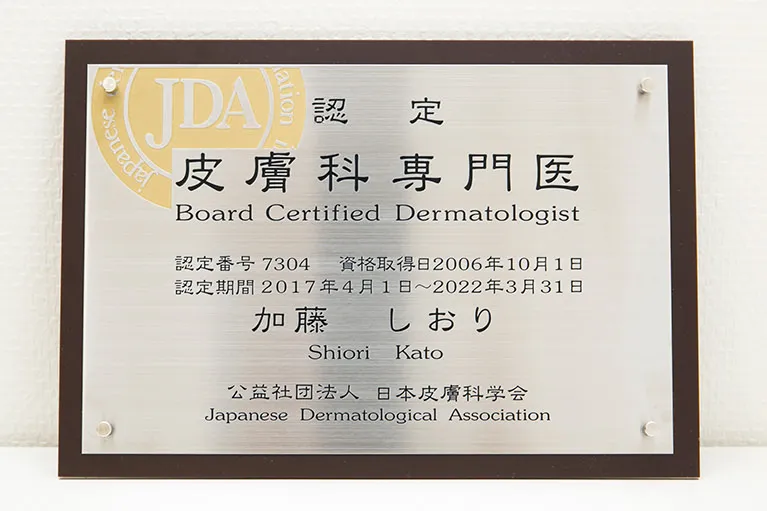 JDA
Japanese
認 定
皮膚科専門医
Board Certified Dermatologist
認定番号 7304 資格取得日2006年10月1日
認定期間 2017年4月1日~2022年3月31日
加藤 しおり
Shiori Kato
公益社団法人 日本皮膚科学会
Japanese Dermatological Association